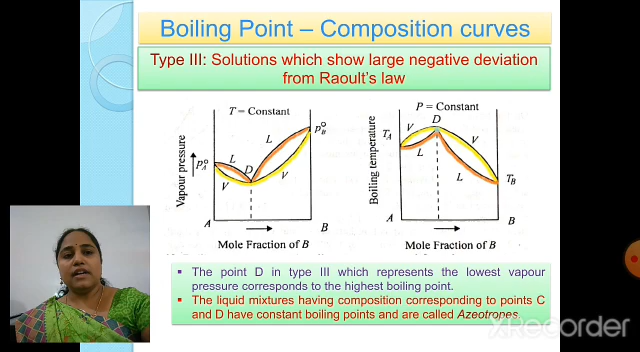 Boiling Point – Composition curves
Type III: Solutions which show large negative deviation
from Raoult's law
T = Constant
P = Constant
Vapour pressure
P°A
L
D
L
V
V
p°B
A
B
Mole Fraction of B
Boiling temperature
TA
V
D
V
L
L
TB
A
B
Mole Fraction of B
The point D in type III which represents the lowest vapour
pressure corresponds to the highest boiling point.
The liquid mixtures having composition corresponding to points C
and D have constant boiling points and are called Azeotropes.
XRecorder